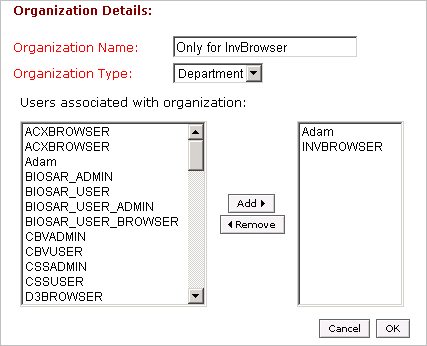 Organization Details:
Organization Name: Only for InvBrowser
Organization Type: Department
Users associated with organization:
ACXBROWSER
ACXBROWSER
Adam
BIOSAR_ADMIN
BIOSAR_USER
BIOSAR_USER_ADMIN
BIOSAR_USER_BROWSER
CBVADMIN
CBVUSER
CSSADMIN
CSSUSER
D3BROWSER
Add
Remove
Adam
INVBROWSER
Cancel OK